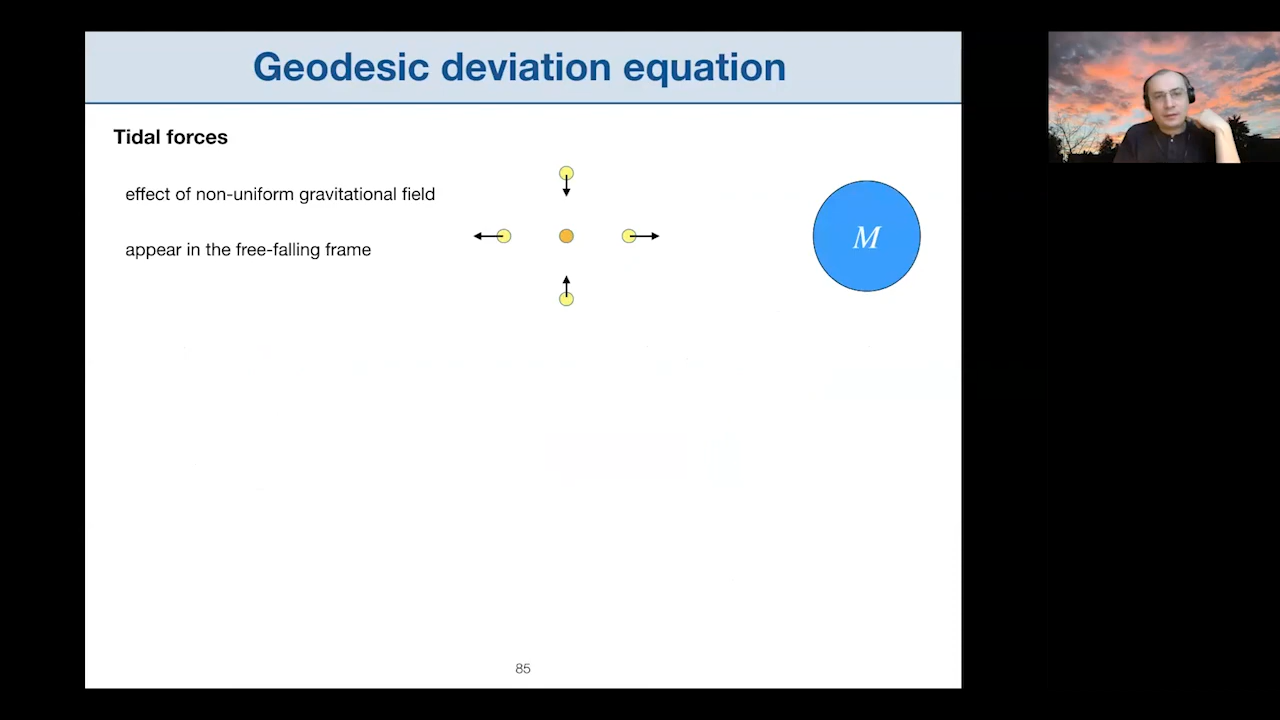 Geodesic deviation equation
Tidal forces
effect of non-uniform gravitational field
appear in the free-falling frame
M
85